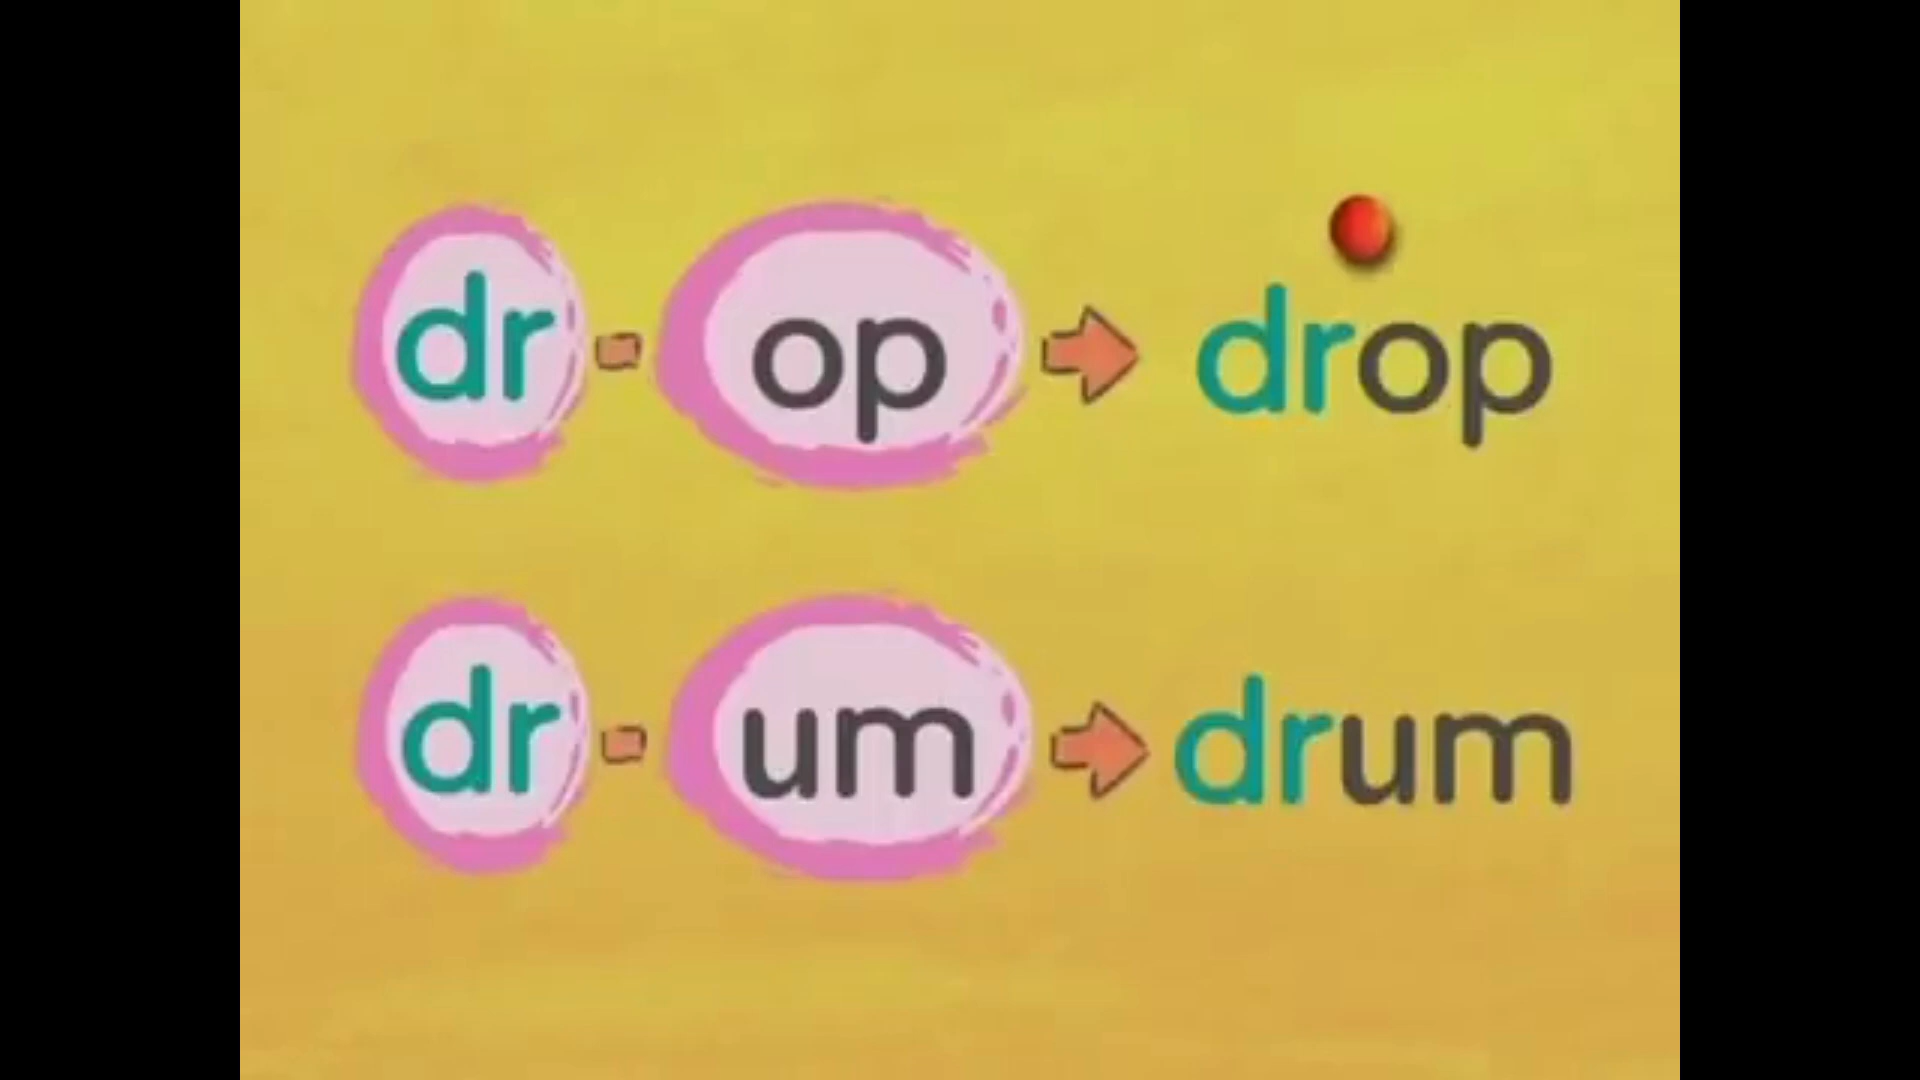 dr - op → drop
dr - um → drum